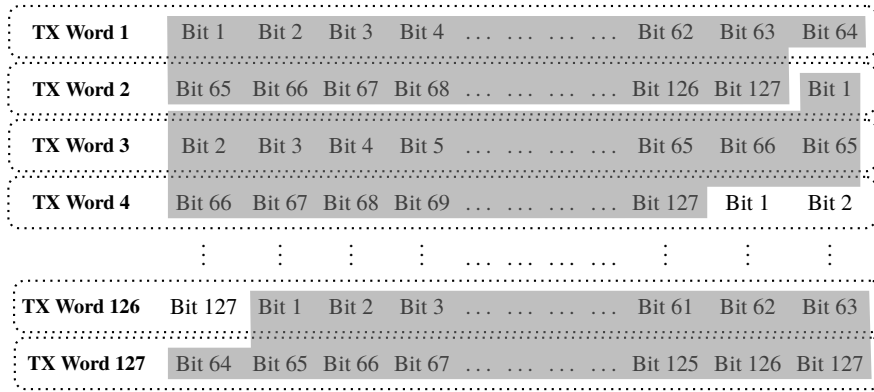 TX Word 1 Bit 1 Bit 2 Bit 3 Bit 4 ... ... ... ... Bit 62 Bit 63 Bit 64
TX Word 2 Bit 65 Bit 66 Bit 67 Bit 68 ... ... ... ... Bit 126 Bit 127 Bit 1
TX Word 3 Bit 2 Bit 3 Bit 4 Bit 5 ... ... ... ... Bit 65 Bit 66 Bit 65
TX Word 4 Bit 66 Bit 67 Bit 68 Bit 69 ... ... ... ... Bit 127 Bit 1 Bit 2
⋮ ⋮ ⋮ ⋮ ... ... ... ... ⋮ ⋮ ⋮
TX Word 126 Bit 127 Bit 1 Bit 2 Bit 3 ... ... ... ... Bit 61 Bit 62 Bit 63
TX Word 127 Bit 64 Bit 65 Bit 66 Bit 67 ... ... ... ... Bit 125 Bit 126 Bit 127